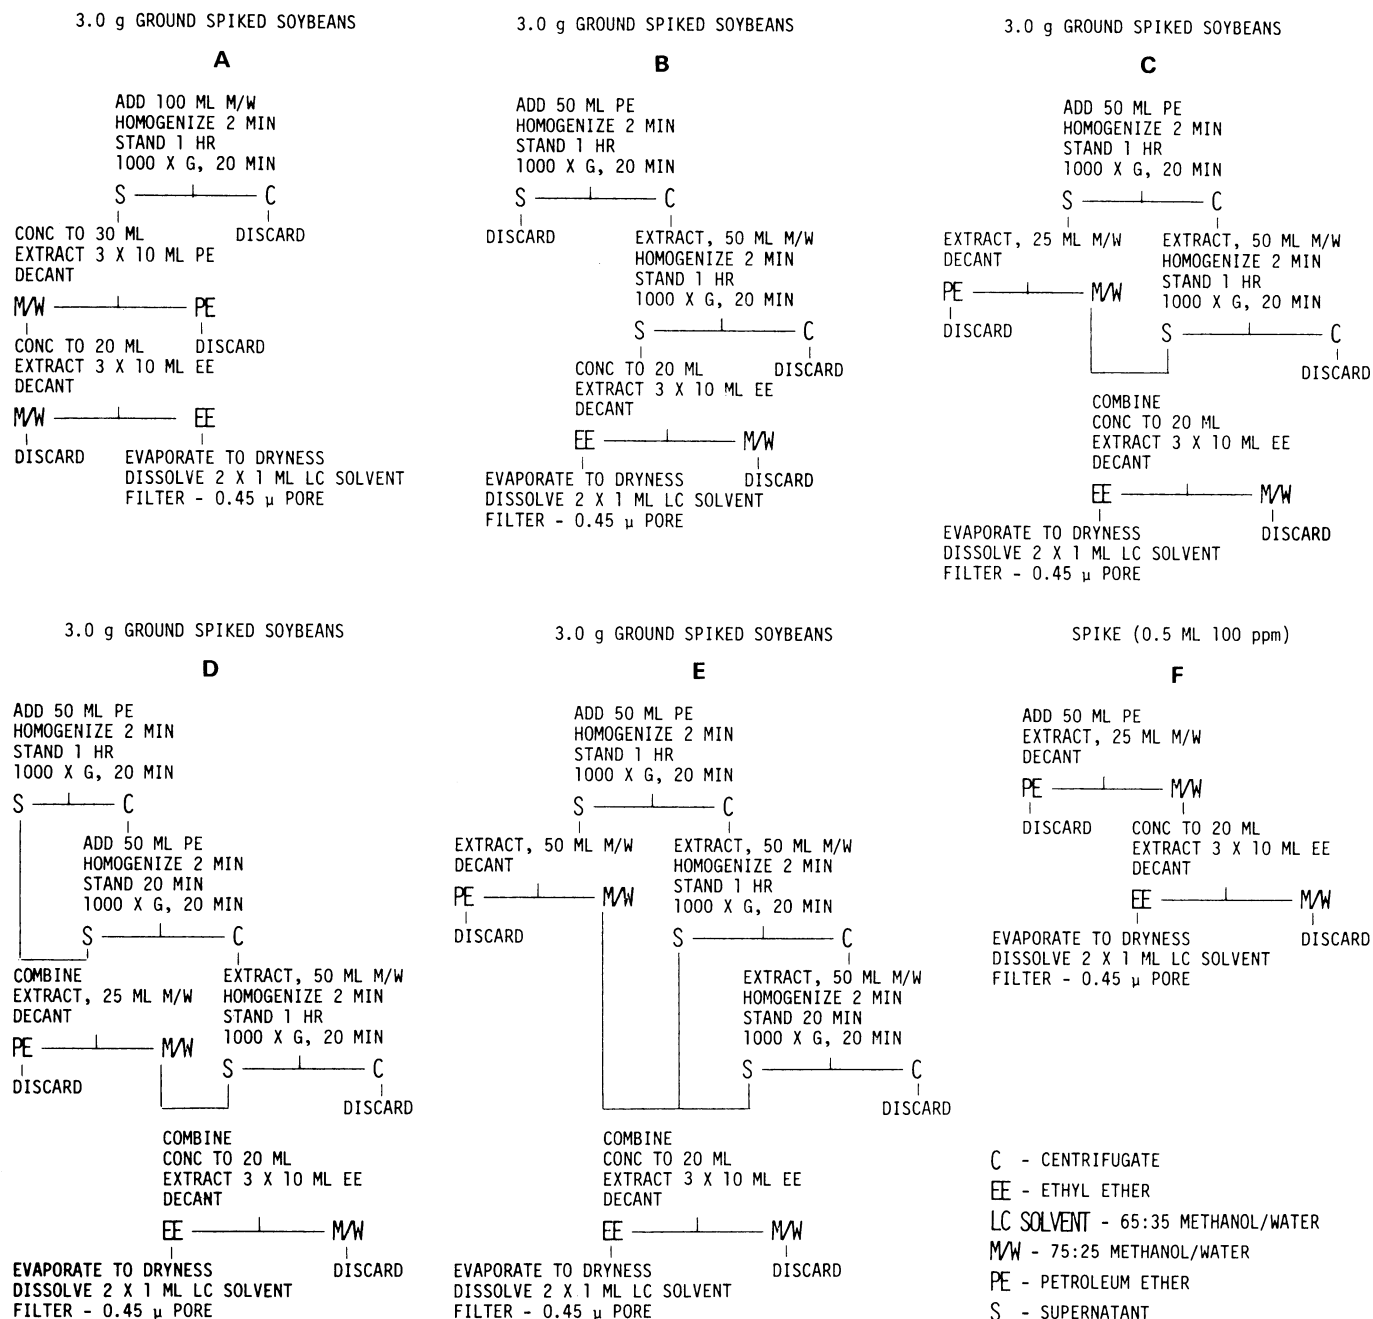 3.0 g GROUND SPIKED SOYBEANS
A
ADD 100 ML M/W
HOMOGENIZE 2 MIN
STAND 1 HR
1000 X G, 20 MIN
S C
CONC TO 30 ML DISCARD
EXTRACT 3 X 10 ML PE
DECANT
M/W PE
CONC TO 20 ML DISCARD
EXTRACT 3 X 10 ML EE
DECANT
M/W EE
DISCARD EVAPORATE TO DRYNESS
DISSOLVE 2 X 1 ML LC SOLVENT
FILTER - 0.45 µ PORE
3.0 g GROUND SPIKED SOYBEANS
B
ADD 50 ML PE
HOMOGENIZE 2 MIN
STAND 1 HR
1000 X G, 20 MIN
S C
DISCARD EXTRACT, 50 ML M/W
HOMOGENIZE 2 MIN
STAND 1 HR
1000 X G, 20 MIN
S C
CONC TO 20 ML DISCARD
EXTRACT 3 X 10 ML EE
DECANT
EE M/W
EVAPORATE TO DRYNESS DISCARD
DISSOLVE 2 X 1 ML LC SOLVENT
FILTER - 0.45 µ PORE
3.0 g GROUND SPIKED SOYBEANS
C
ADD 50 ML PE
HOMOGENIZE 2 MIN
STAND 1 HR
1000 X G, 20 MIN
S C
EXTRACT, 25 ML M/W EXTRACT, 50 ML M/W
DECANT HOMOGENIZE 2 MIN
STAND 1 HR
PE M/W 1000 X G, 20 MIN
DISCARD S C
DISCARD
COMBINE
CONC TO 20 ML
EXTRACT 3 X 10 ML EE
DECANT
EE M/W
EVAPORATE TO DRYNESS DISCARD
DISSOLVE 2 X 1 ML LC SOLVENT
FILTER - 0.45 µ PORE
3.0 g GROUND SPIKED SOYBEANS
D
ADD 50 ML PE
HOMOGENIZE 2 MIN
STAND 1 HR
1000 X G, 20 MIN
S C
ADD 50 ML PE
HOMOGENIZE 2 MIN
STAND 20 MIN
1000 X G, 20 MIN
S C
COMBINE EXTRACT, 50 ML M/W
EXTRACT, 25 ML M/W HOMOGENIZE 2 MIN
DECANT STAND 1 HR
1000 X G, 20 MIN
PE M/W S C
DISCARD DISCARD
COMBINE
CONC TO 20 ML
EXTRACT 3 X 10 ML EE
DECANT
EE M/W
EVAPORATE TO DRYNESS DISCARD
DISSOLVE 2 X 1 ML LC SOLVENT
FILTER - 0.45 µ PORE
3.0 g GROUND SPIKED SOYBEANS
E
ADD 50 ML PE
HOMOGENIZE 2 MIN
STAND 1 HR
1000 X G, 20 MIN
S C
EXTRACT, 50 ML M/W EXTRACT, 50 ML M/W
DECANT HOMOGENIZE 2 MIN
STAND 1 HR
PE M/W 1000 X G, 20 MIN
DISCARD S C
EXTRACT, 50 ML M/W
HOMOGENIZE 2 MIN
STAND 20 MIN
1000 X G, 20 MIN
S C
DISCARD
COMBINE
CONC TO 20 ML
EXTRACT 3 X 10 ML EE
DECANT
EE M/W
EVAPORATE TO DRYNESS DISCARD
DISSOLVE 2 X 1 ML LC SOLVENT
FILTER - 0.45 µ PORE
SPIKE (0.5 ML 100 ppm)
F
ADD 50 ML PE
EXTRACT, 25 ML M/W
DECANT
PE M/W
DISCARD CONC TO 20 ML
EXTRACT 3 X 10 ML EE
DECANT
EE M/W
EVAPORATE TO DRYNESS DISCARD
DISSOLVE 2 X 1 ML LC SOLVENT
FILTER - 0.45 µ PORE
C - CENTRIFUGATE
EE - ETHYL ETHER
LC SOLVENT - 65:35 METHANOL/WATER
M/W - 75:25 METHANOL/WATER
PE - PETROLEUM ETHER
S - SUPERNATANT